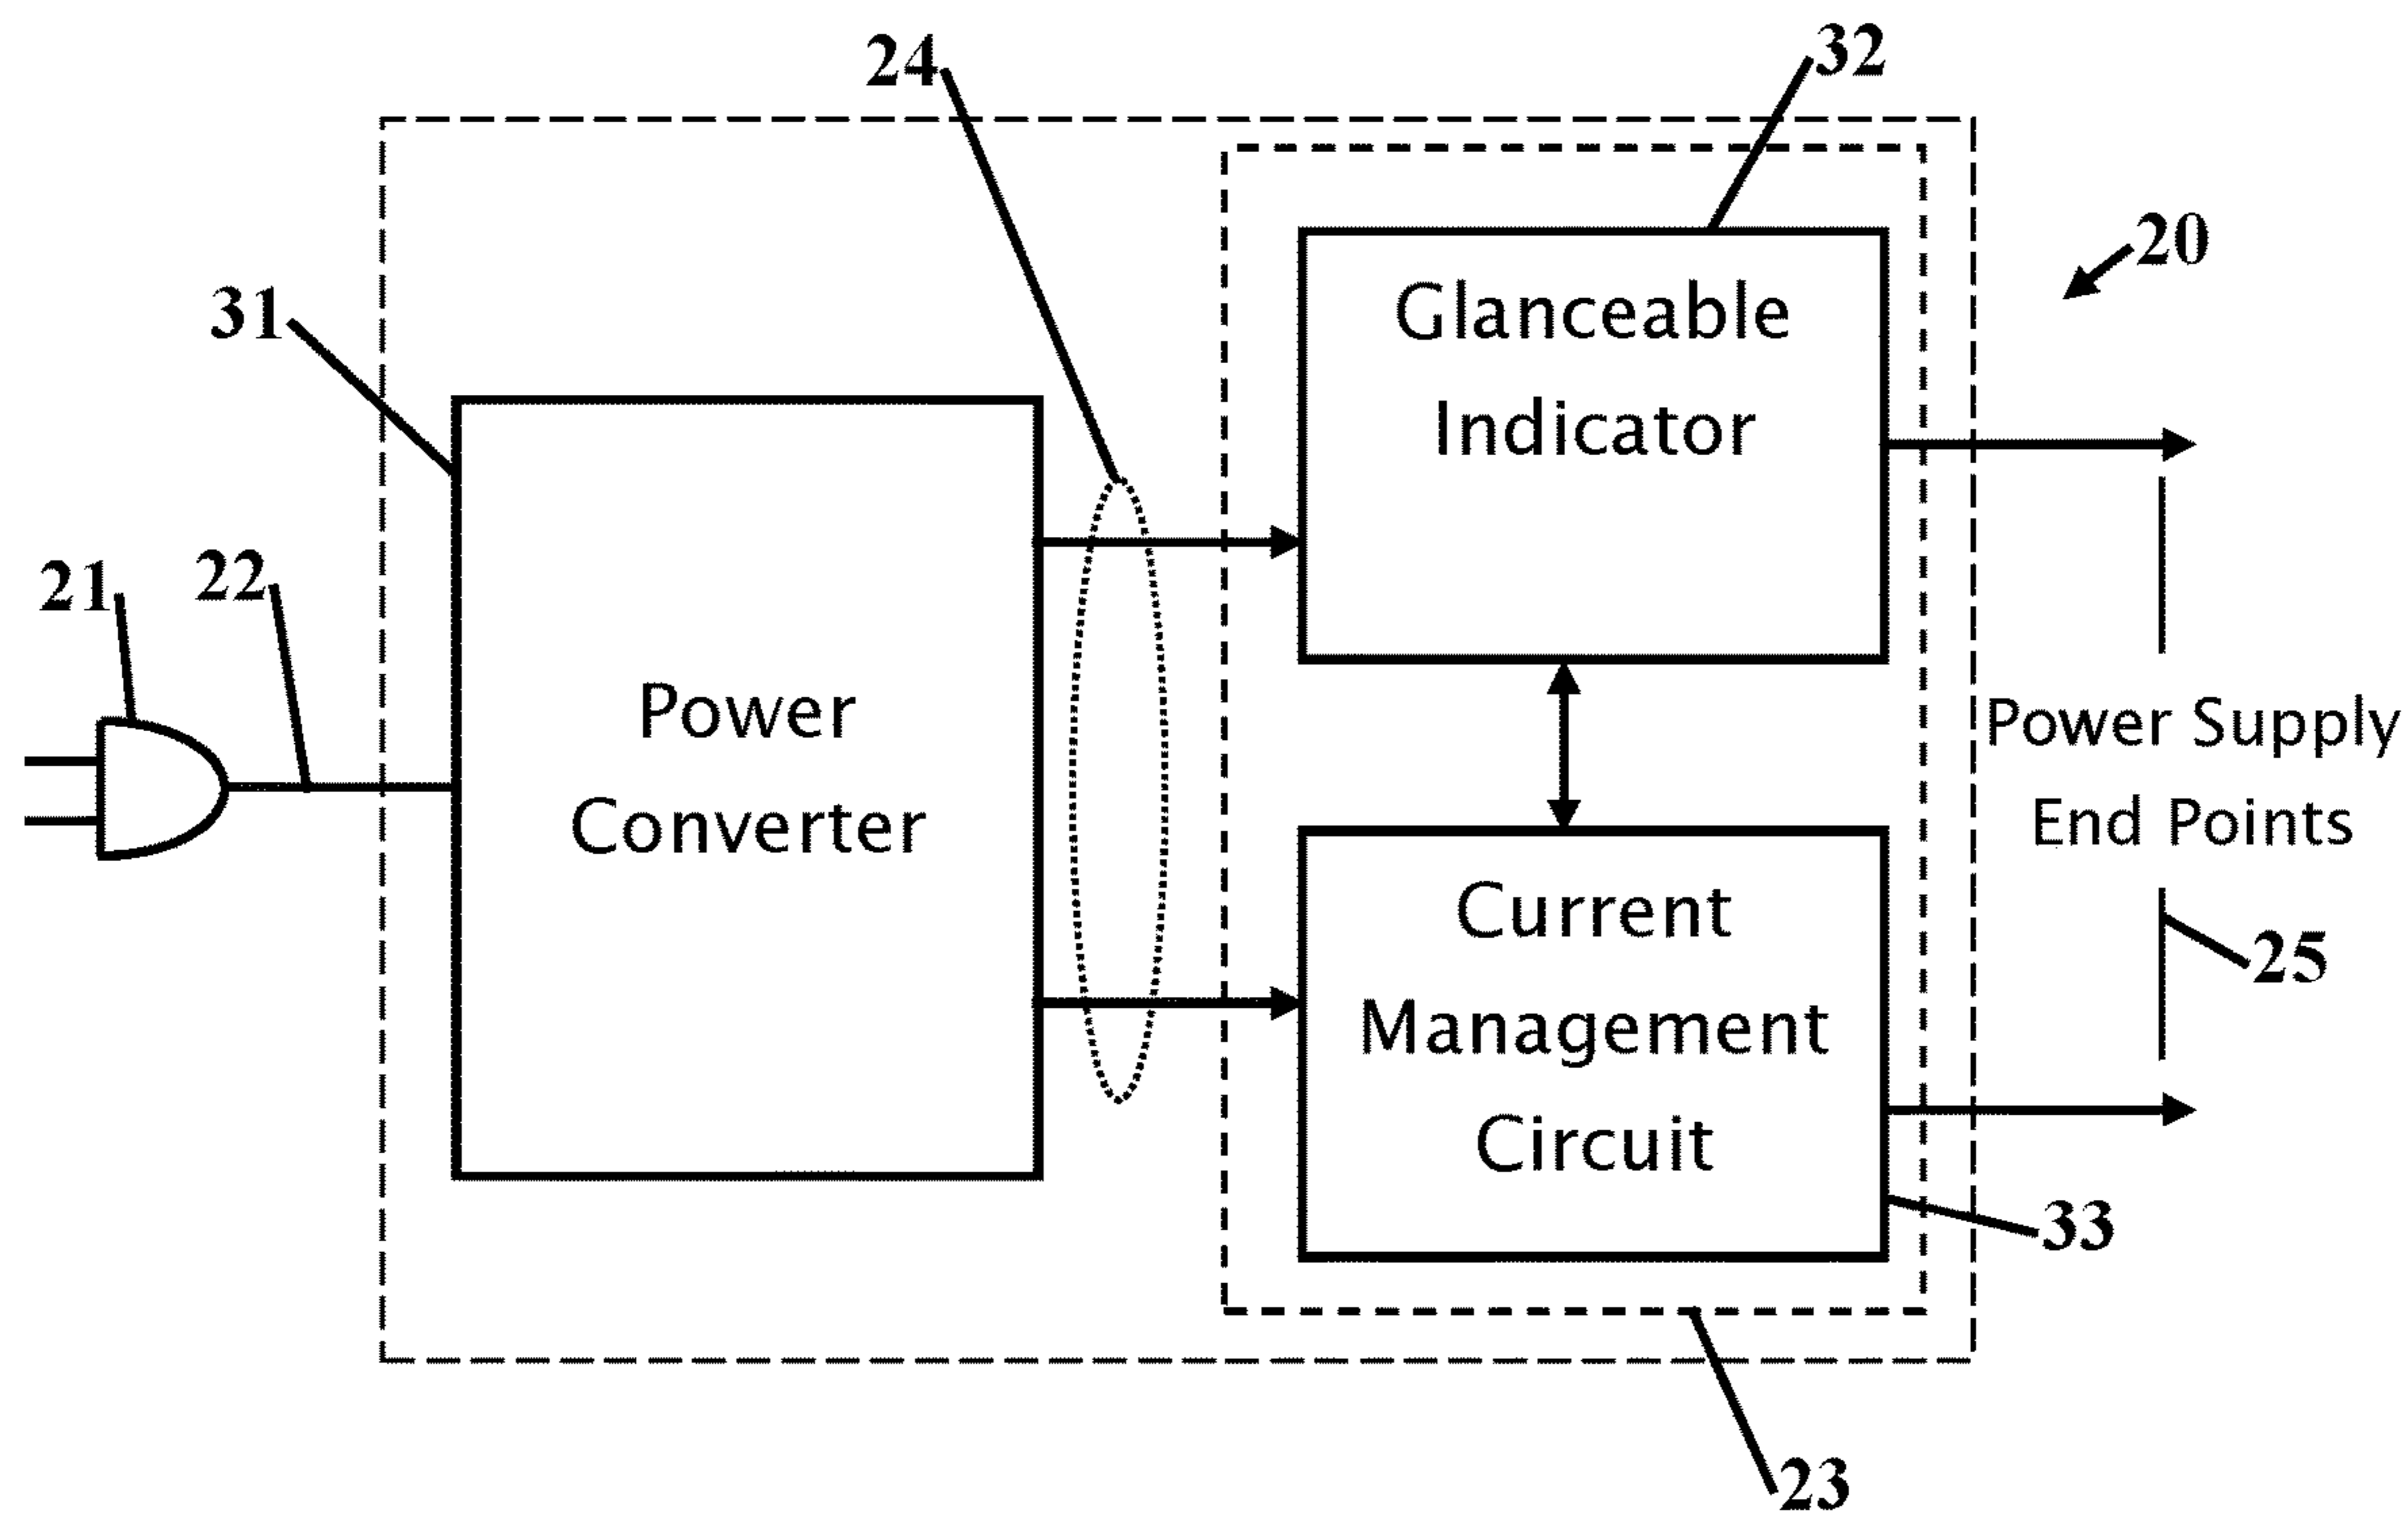 24
32
20
31
Glanceable
Indicator
21
22
Power
Converter
Power Supply
End Points
Current
Management
Circuit
25
33
23